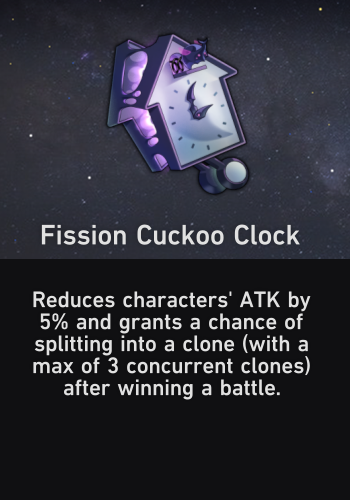 Fission Cuckoo Clock
Reduces characters' ATK by
5% and grants a chance of
splitting into a clone (with a
max of 3 concurrent clones)
after winning a battle.